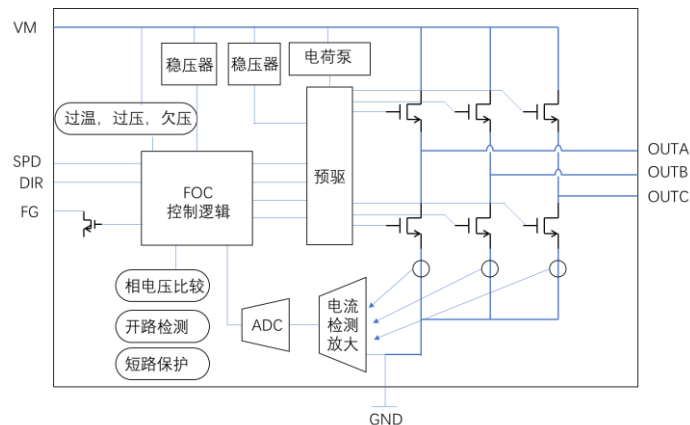 VM
稳压器
稳压器
电荷泵
过温，过压，欠压
SPD
DIR
FG
FOC
控制逻辑
预驱
OUTA
OUTB
OUTC
相电压比较
开路检测
短路保护
ADC
电流
检测
放大
GND